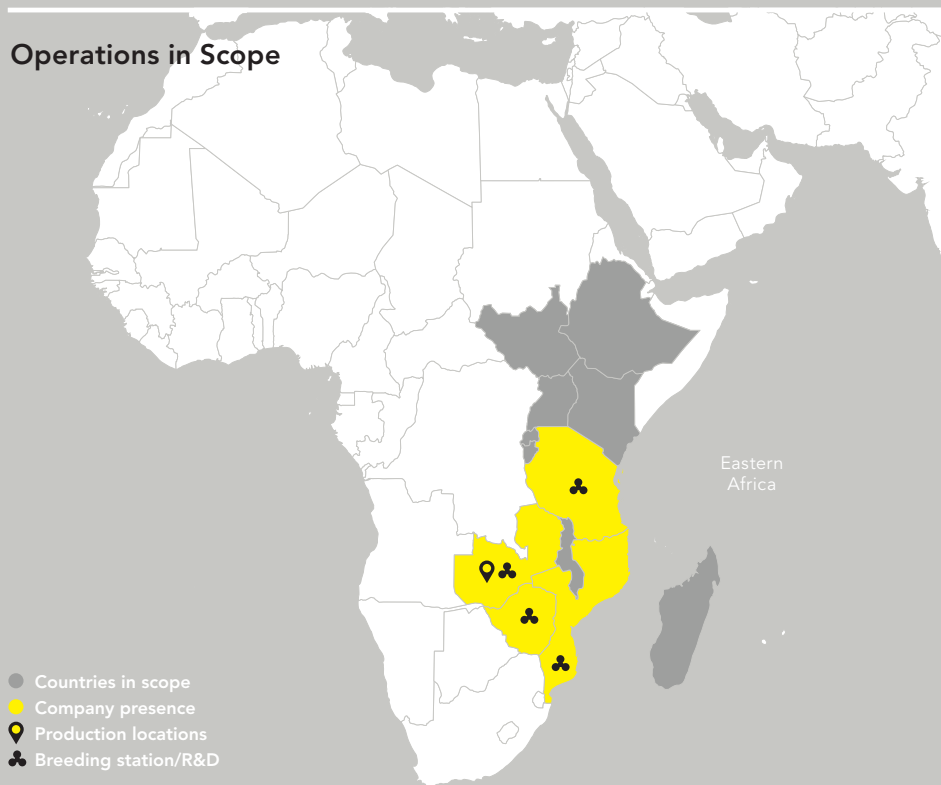 Operations in Scope
Eastern
Africa
Countries in scope
Company presence
Production locations
Breeding station/R&D